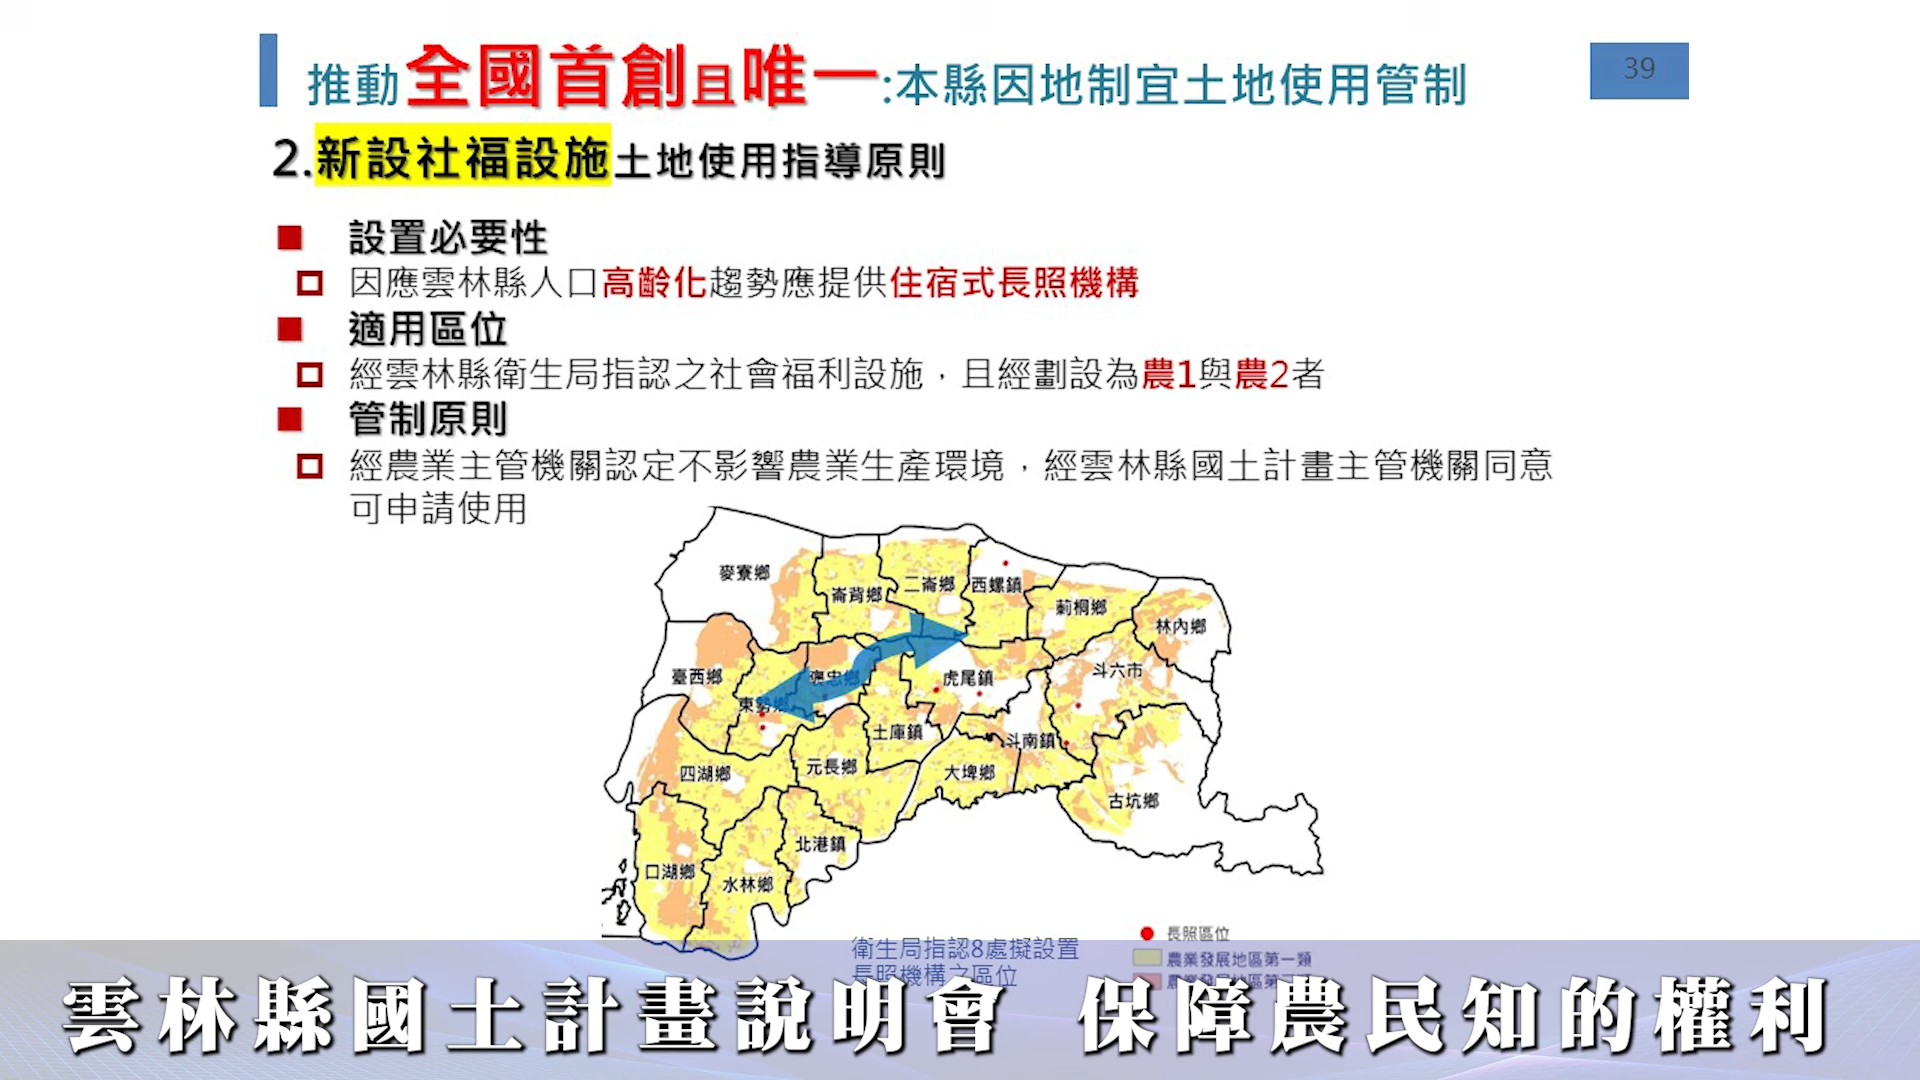 推動全國首創且唯一:本縣因地制宜土地使用管制
39
2.新設社福設施土地使用指導原則
設置必要性
因應雲林縣人口高齡化趨勢應提供住宿式長照機構
適用區位
經雲林縣衛生局指認之社會福利設施，且經劃設為農1與農2者
管制原則
經農業主管機關認定不影響農業生產環境，經雲林縣國土計畫主管機關同意
可申請使用
麥寮鄉
崙背鄉
二崙鄉
西螺鎮
莿桐鄉
林內鄉
臺西鄉
東勢鄉
褒忠鄉
虎尾鎮
斗六市
土庫鎮
斗南鎮
四湖鄉
元長鄉
大埤鄉
古坑鄉
北港鎮
口湖鄉
水林鄉
長照區位
衛生局指認8處擬設置
長照機構之區位
農業發展地區第一類
雲林縣國土計畫說明會 保障農民知的權利